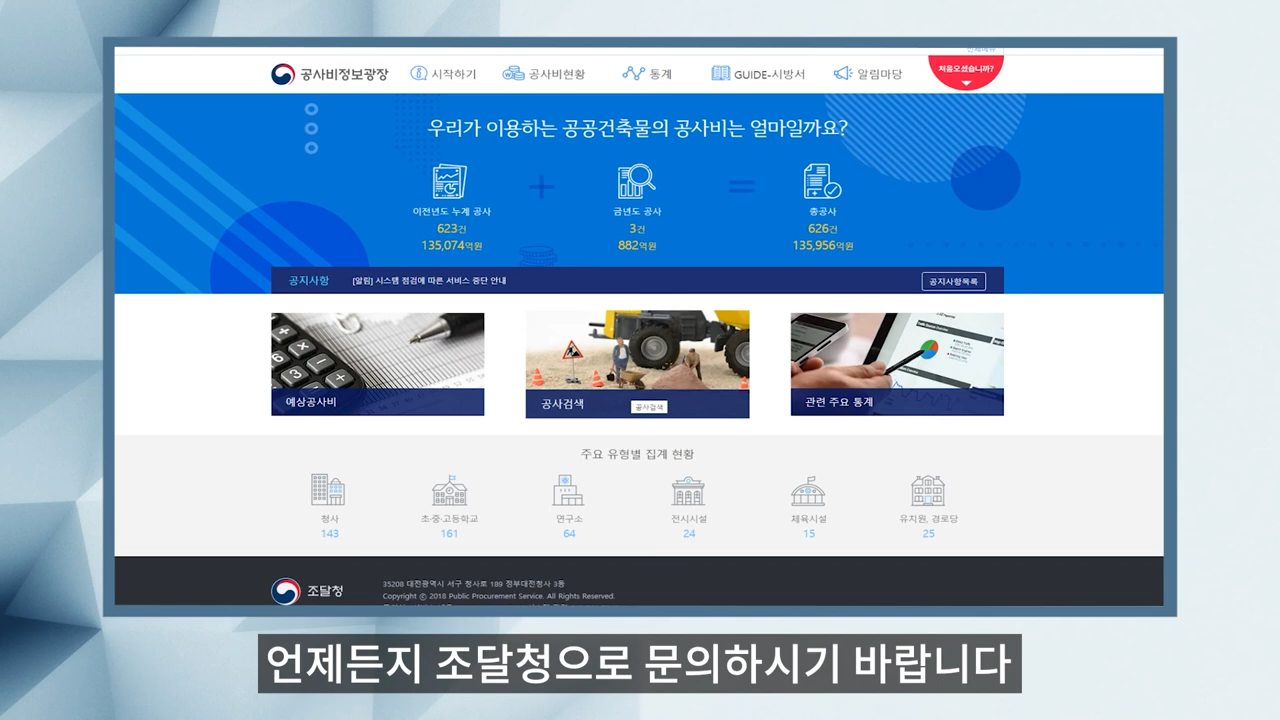 전체메뉴
공사비정보광장
시작하기
공사비현황
통계
GUIDE-시방서
알림마당
처음오셨습니까?
우리가 이용하는 공공건축물의 공사비는 얼마일까요?
이전년도 누계 공사
623건
135,074억원
금년도 공사
3건
882억원
총공사
626건
135,956억원
공지사항
[알림] 시스템 점검에 따른 서비스 중단 안내
공지사항목록
예상공사비
공사검색
공사검색
관련 주요 통계
주요 유형별 집계 현황
청사
143
초·중·고등학교
161
연구소
64
전시시설
24
체육시설
15
유치원, 경로당
25
조달청
35208 대전광역시 서구 청사로 189 정부대전청사 3동
Copyright ⓒ 2018 Public Procurement Service. All Rights Reserved.
언제든지 조달청으로 문의하시기 바랍니다